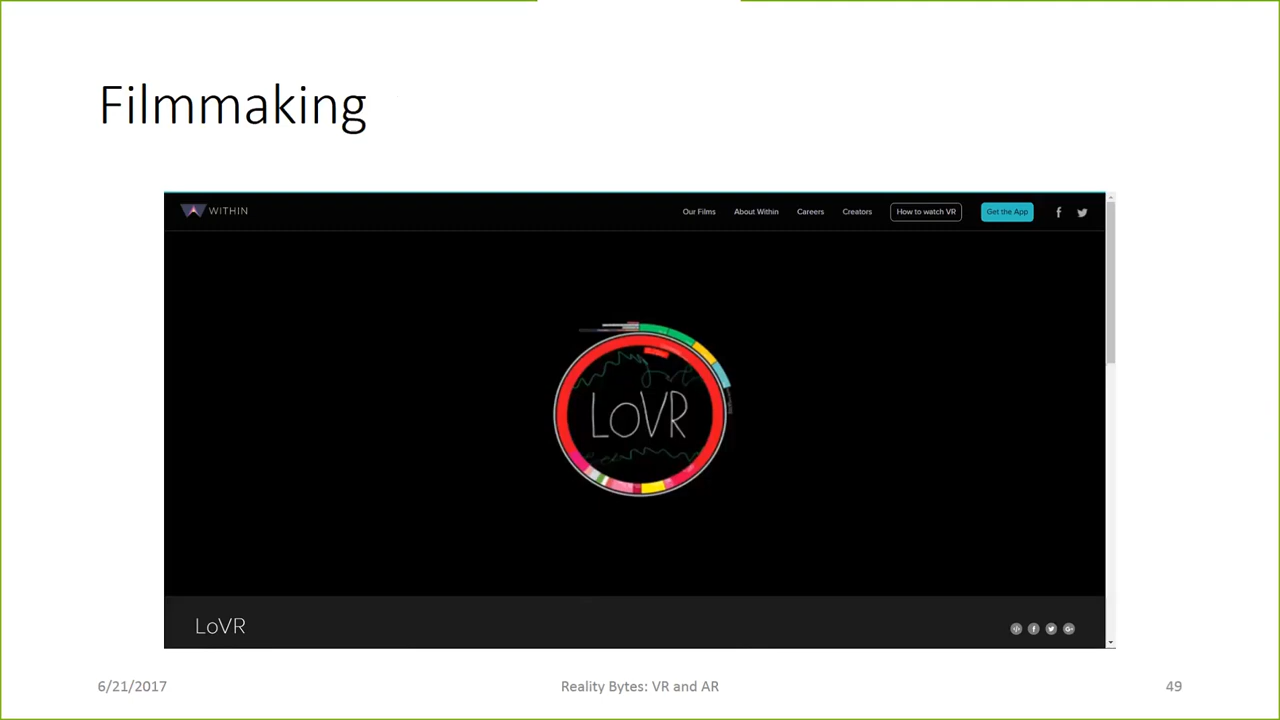 Filmmaking
WITHIN
Our Films About Within Careers Creators How to watch VR Get the App
LoVR
LoVR
6/21/2017 Reality Bytes: VR and AR 49